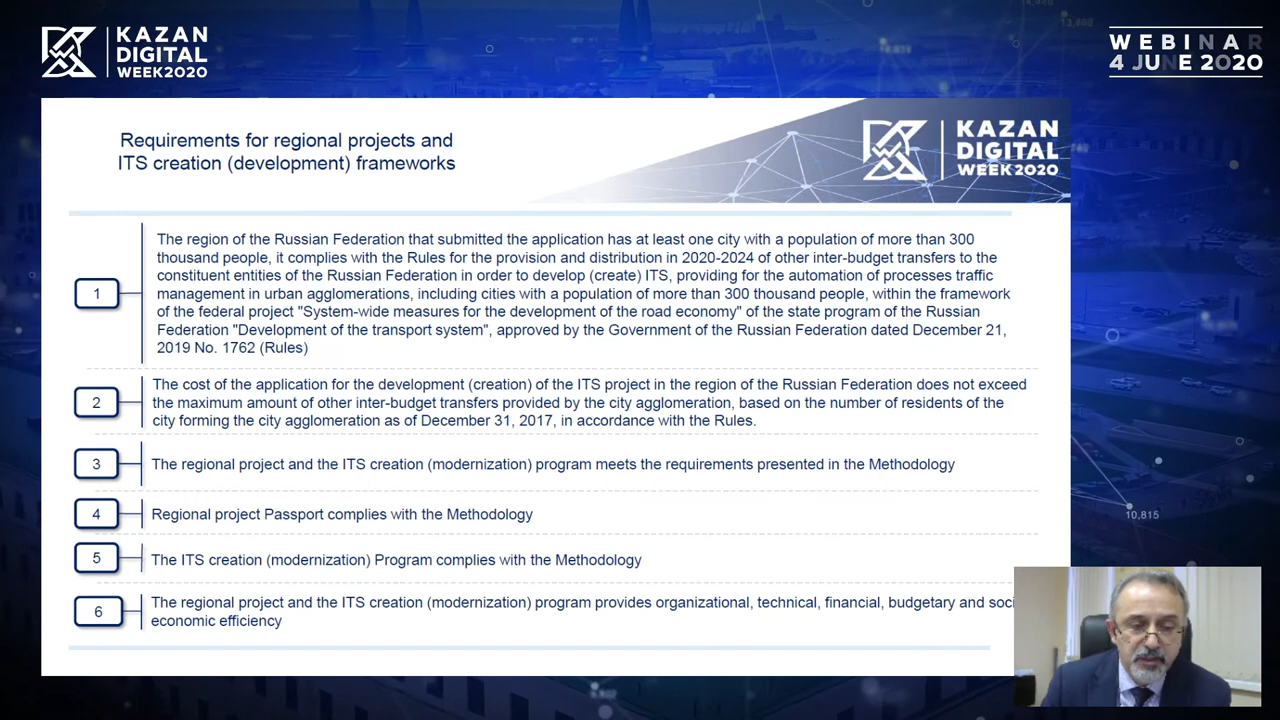 KAZAN
DIGITAL
WEEK2020
WEBINAR
4 JUNE 2020
Requirements for regional projects and
ITS creation (development) frameworks
KAZAN
DIGITAL
WEEK2020
1
The region of the Russian Federation that submitted the application has at least one city with a population of more than 300
thousand people, it complies with the Rules for the provision and distribution in 2020-2024 of other inter-budget transfers to the
constituent entities of the Russian Federation in order to develop (create) ITS, providing for the automation of processes traffic
management in urban agglomerations, including cities with a population of more than 300 thousand people, within the framework
of the federal project "System-wide measures for the development of the road economy" of the state program of the Russian
Federation "Development of the transport system", approved by the Government of the Russian Federation dated December 21,
2019 No. 1762 (Rules)
2
The cost of the application for the development (creation) of the ITS project in the region of the Russian Federation does not exceed
the maximum amount of other inter-budget transfers provided by the city agglomeration, based on the number of residents of the
city forming the city agglomeration as of December 31, 2017, in accordance with the Rules.
3
The regional project and the ITS creation (modernization) program meets the requirements presented in the Methodology
4
Regional project Passport complies with the Methodology
5
The ITS creation (modernization) Program complies with the Methodology
6
The regional project and the ITS creation (modernization) program provides organizational, technical, financial, budgetary and
economic efficiency
10,815